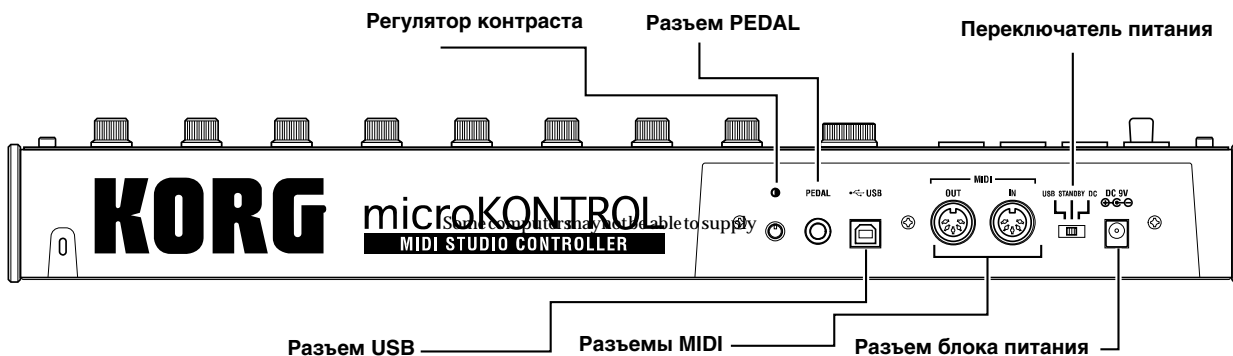 Регулятор контраста
Разъем PEDAL
Переключатель питания
KORG
microKONTROL
MIDI STUDIO CONTROLLER
Some computers may not be able to supply
PEDAL
USB
MIDI
OUT
IN
USB STANDBY DC
DC 9V
Разъем USB
Разъемы MIDI
Разъем блока питания